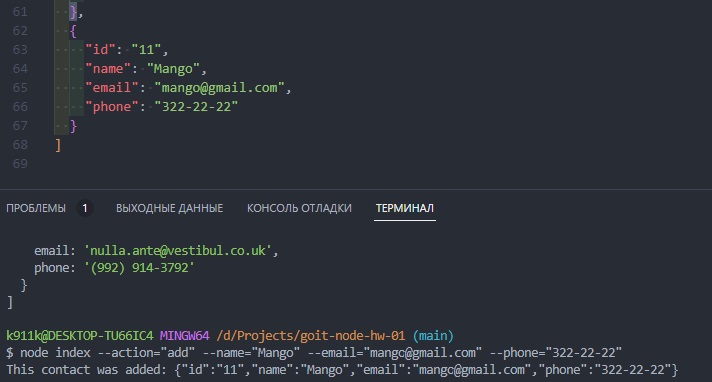 61 },
62 {
63 "id": "11",
64 "name": "Mango",
65 "email": "mango@gmail.com",
66 "phone": "322-22-22"
67 }
68 ]
69
ПРОБЛЕМЫ 1 ВЫХОДНЫЕ ДАННЫЕ КОНСОЛЬ ОТЛАДКИ ТЕРМИНАЛ
email: 'nulla.ante@vestibul.co.uk',
phone: '(992) 914-3792'
}
]
k911k@DESKTOP-TU66IC4 MINGW64 /d/Projects/goit-node-hw-01 (main)
$ node index --action="add" --name="Mango" --email="mango@gmail.com" --phone="322-22-22"
This contact was added: {"id":"11","name":"Mango","email":"mango@gmail.com","phone":"322-22-22"}